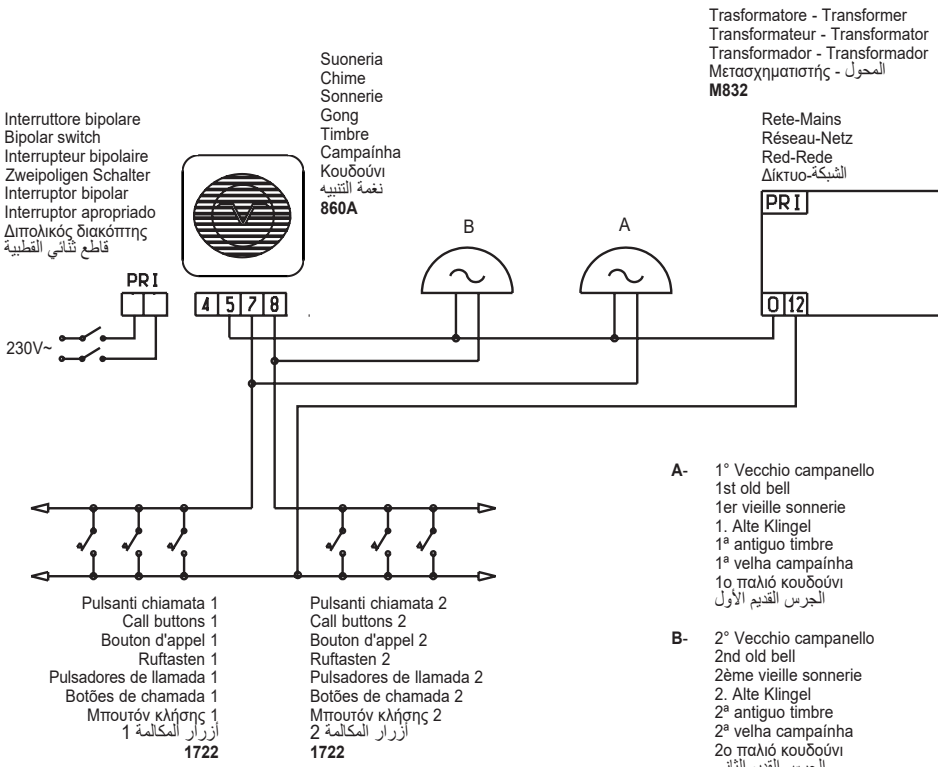 Trasformatore - Transformer
Transformateur - Transformator
Transformador - Transformador
Μετασχηματιστής - المحول
M832
Suoneria
Chime
Sonnerie
Gong
Timbre
Campaínha
Κουδούνι
نغمة التنبيه
860A
Interruttore bipolare
Bipolar switch
Interrupteur bipolaire
Zweipoligen Schalter
Interruptor bipolar
Interruptor apropriado
Διπολικός διακόπτης
قاطع ثنائي القطبية
Rete-Mains
Réseau-Netz
Red-Rede
Δίκτυο-الشبكة
PRI
B
A
PRI
4 5 7 8
0 12
230V~
A- 1° Vecchio campanello
1st old bell
1er vieille sonnerie
1. Alte Klingel
1ª antiguo timbre
1ª velha campaínha
1ο παλιό κουδούνι
الجرس القديم الأول
Pulsanti chiamata 1
Call buttons 1
Bouton d'appel 1
Ruftasten 1
Pulsadores de llamada 1
Botões de chamada 1
Μπουτόν κλήσης 1
أزرار المكالمة 1
1722
Pulsanti chiamata 2
Call buttons 2
Bouton d'appel 2
Ruftasten 2
Pulsadores de llamada 2
Botões de chamada 2
Μπουτόν κλήσης 2
أزرار المكالمة 2
1722
B- 2° Vecchio campanello
2nd old bell
2ème vieille sonnerie
2. Alte Klingel
2ª antiguo timbre
2ª velha campaínha
2ο παλιό κουδούνι
الجرس القديم الثاني